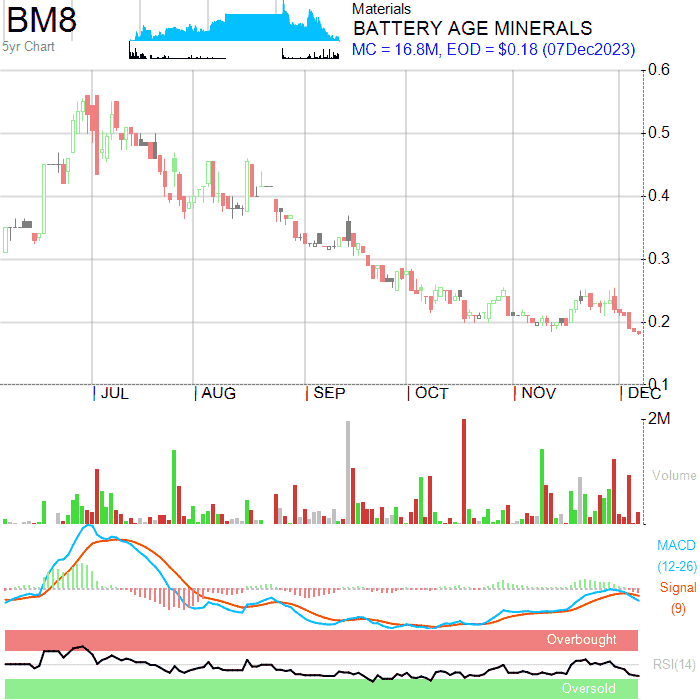 BM8
5yr Chart
Materials
BATTERY AGE MINERALS
MC = 16.8M, EOD = $0.18 (07Dec2023)
0.6
0.5
0.4
0.3
0.2
0.1
JUL
AUG
SEP
OCT
NOV
DEC
2M
Volume
MACD
(12-26)
Signal
(9)
Overbought
RSI(14)
Oversold